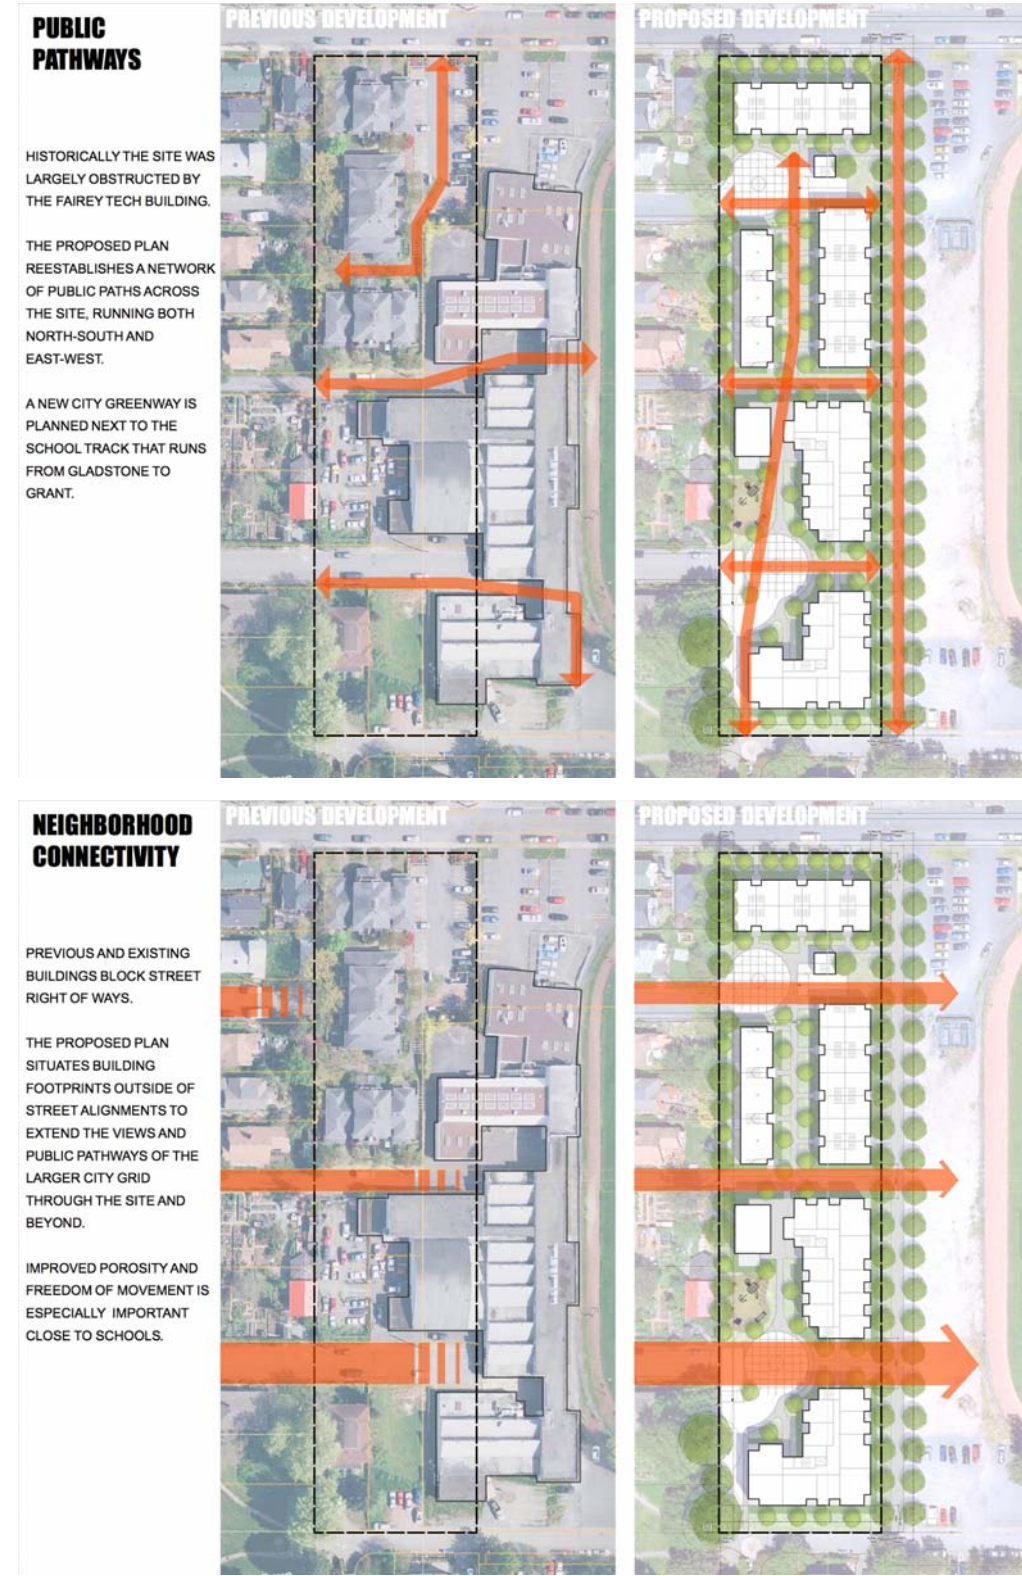 PUBLIC
PATHWAYS
PREVIOUS DEVELOPMENT
PROPOSED DEVELOPMENT
HISTORICALLY THE SITE WAS
LARGELY OBSTRUCTED BY
THE FAIREY TECH BUILDING.
THE PROPOSED PLAN
REESTABLISHES A NETWORK
OF PUBLIC PATHS ACROSS
THE SITE, RUNNING BOTH
NORTH-SOUTH AND
EAST-WEST.
A NEW CITY GREENWAY IS
PLANNED NEXT TO THE
SCHOOL TRACK THAT RUNS
FROM GLADSTONE TO
GRANT.
NEIGHBORHOOD
CONNECTIVITY
PREVIOUS DEVELOPMENT
PROPOSED DEVELOPMENT
PREVIOUS AND EXISTING
BUILDINGS BLOCK STREET
RIGHT OF WAYS.
THE PROPOSED PLAN
SITUATES BUILDING
FOOTPRINTS OUTSIDE OF
STREET ALIGNMENTS TO
EXTEND THE VIEWS AND
PUBLIC PATHWAYS OF THE
LARGER CITY GRID
THROUGH THE SITE AND
BEYOND.
IMPROVED POROSITY AND
FREEDOM OF MOVEMENT IS
ESPECIALLY IMPORTANT
CLOSE TO SCHOOLS.